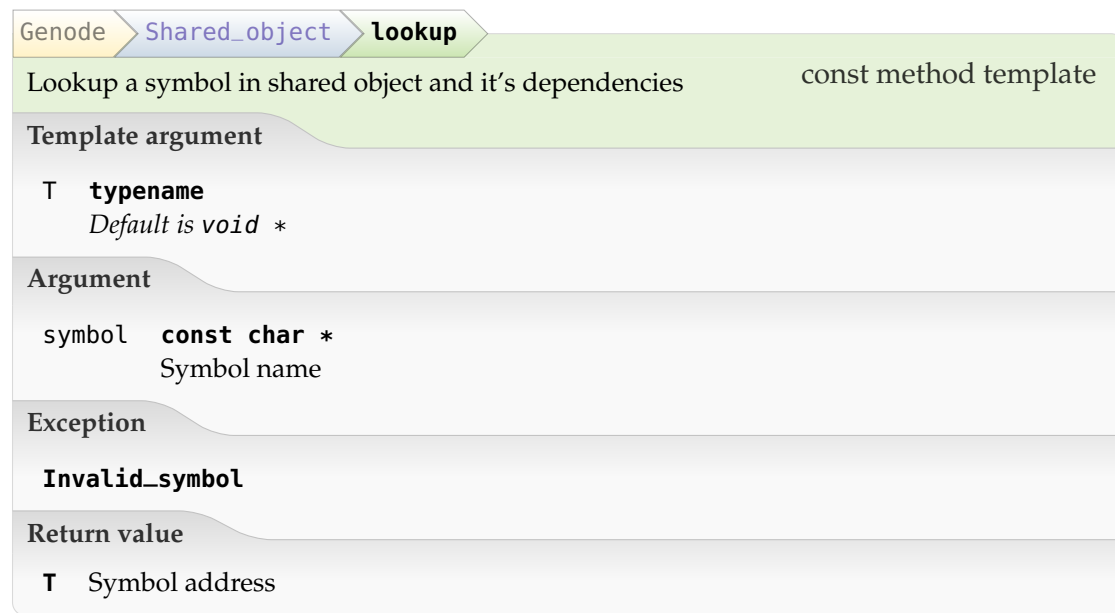 Genode Shared_object lookup
Lookup a symbol in shared object and it's dependencies const method template
Template argument
T typename
Default is void *
Argument
symbol const char *
Symbol name
Exception
Invalid_symbol
Return value
T Symbol address